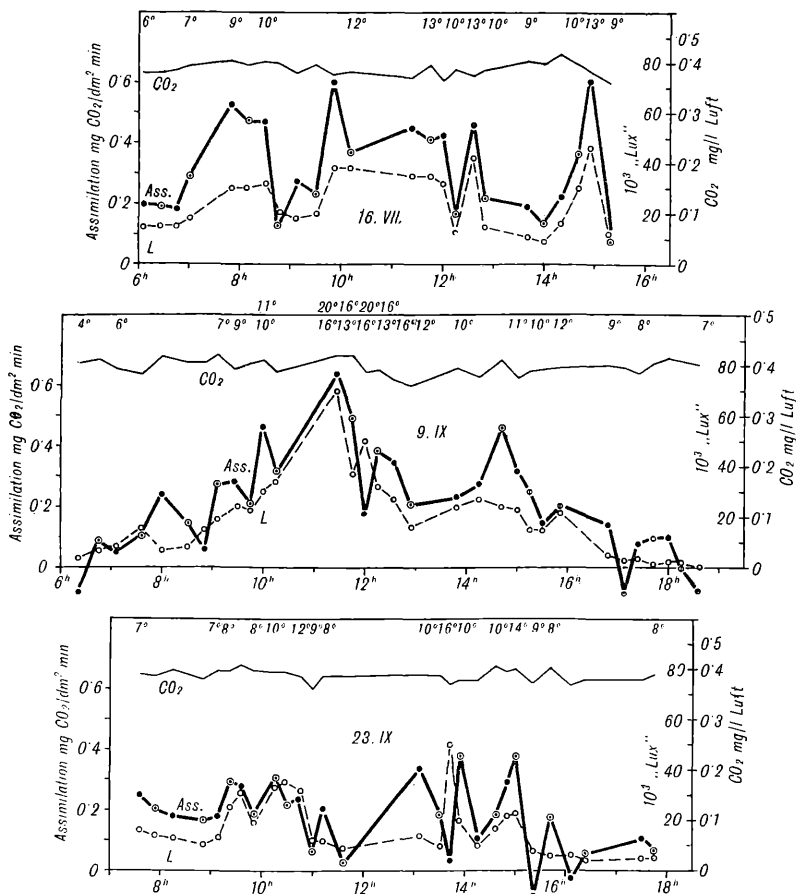 6° 7° 9° 10° 12° 13° 10° 13° 10° 9° 10° 13° 9°
Assimilation mg CO₂/dm² min
0·6
0·4
0·2
0
CO₂
Ass.
L
16. VII.
80
60
40
20
0
10³ „Lux"
0·5
0·4
0·3
0·2
0·1
0
CO₂ mg/l Luft
6ʰ 8ʰ 10ʰ 12ʰ 14ʰ 16ʰ
11° 20° 16° 20° 16°
4° 6° 7° 9° 10° 16° 13° 16° 13° 16° 12° 10° 11° 10° 12° 9° 8° 7°
Assimilation mg CO₂/dm² min
0·6
0·4
0·2
0
CO₂
Ass.
L
9. IX
80
60
40
20
0
10³ „Lux"
0·5
0·4
0·3
0·2
0·1
0
CO₂ mg/l Luft
6ʰ 8ʰ 10ʰ 12ʰ 14ʰ 16ʰ 18ʰ
7° 7° 8° 8° 10° 12° 9° 8° 10° 16° 10° 10° 14° 9° 8° 8°
Assimilation mg CO₂/dm² min
0·6
0·4
0·2
0
CO₂
Ass.
L
23. IX
80
60
40
20
0
10³ „Lux"
0·5
0·4
0·3
0·2
0·1
0
CO₂ mg/l Luft
8ʰ 10ʰ 12ʰ 14ʰ 16ʰ 18ʰ